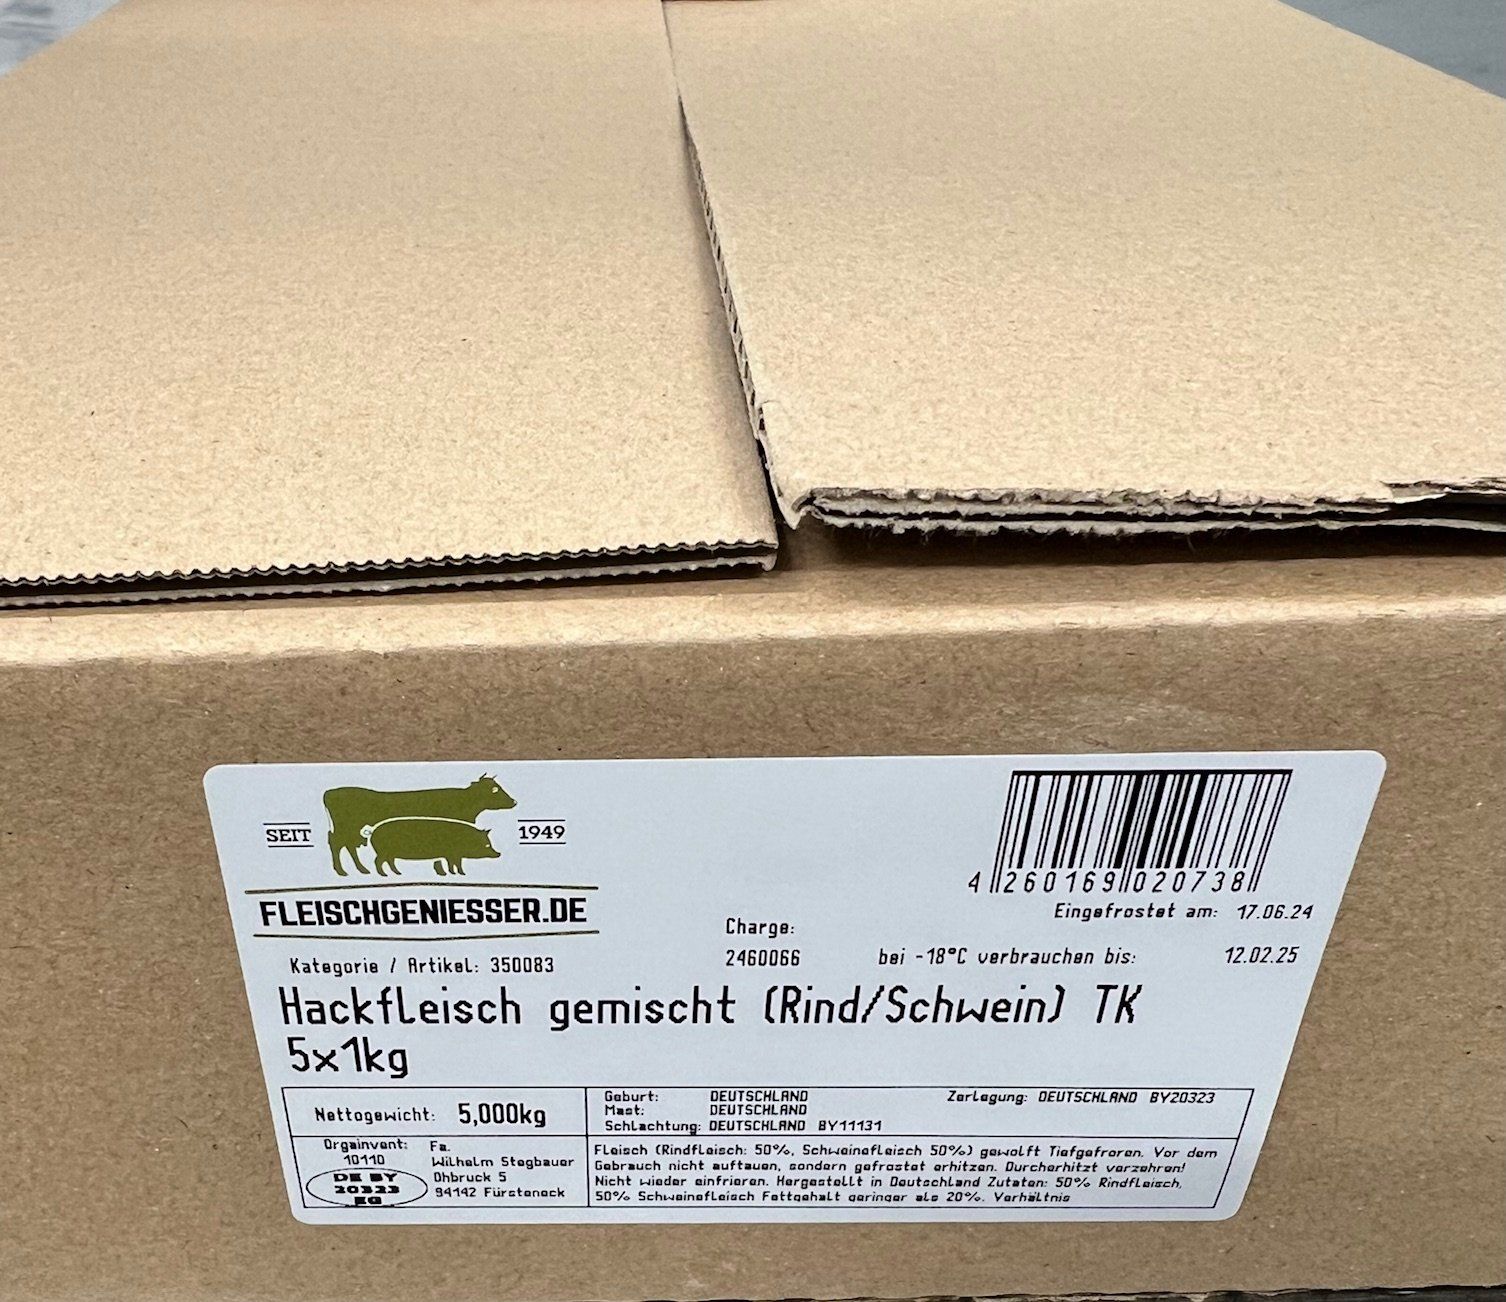 SEIT 1949
FLEISCHGENIESSER.DE
4 260169 020738
Eingefrostet am: 17.06.24
Charge:
2460066
bei -18°C verbrauchen bis: 12.02.25
Kategorie / Artikel: 350083
Hackfleisch gemischt (Rind/Schwein) TK
5x1kg
Nettogewicht: 5,000kg
Geburt: DEUTSCHLAND
Mast: DEUTSCHLAND
Schlachtung: DEUTSCHLAND BY11131
Zerlegung: DEUTSCHLAND BY20323
Orgainvent:
10110
DE BY
20323
EG
Fa.
Wilhelm Stegbauer
Ohbruck 5
94142 Fürsteneck
Fleisch (Rindfleisch: 50%, Schweinefleisch 50%) gewolft Tiefgefroren. Vor dem
Gebrauch nicht auftauen, sondern gefrostet erhitzen. Durcherhitzt verzehren!
Nicht wieder einfrieren. Hergestellt in Deutschland Zutaten: 50% Rindfleisch,
50% Schweinefleisch Fettgehalt geringer als 20%. Verhältnis